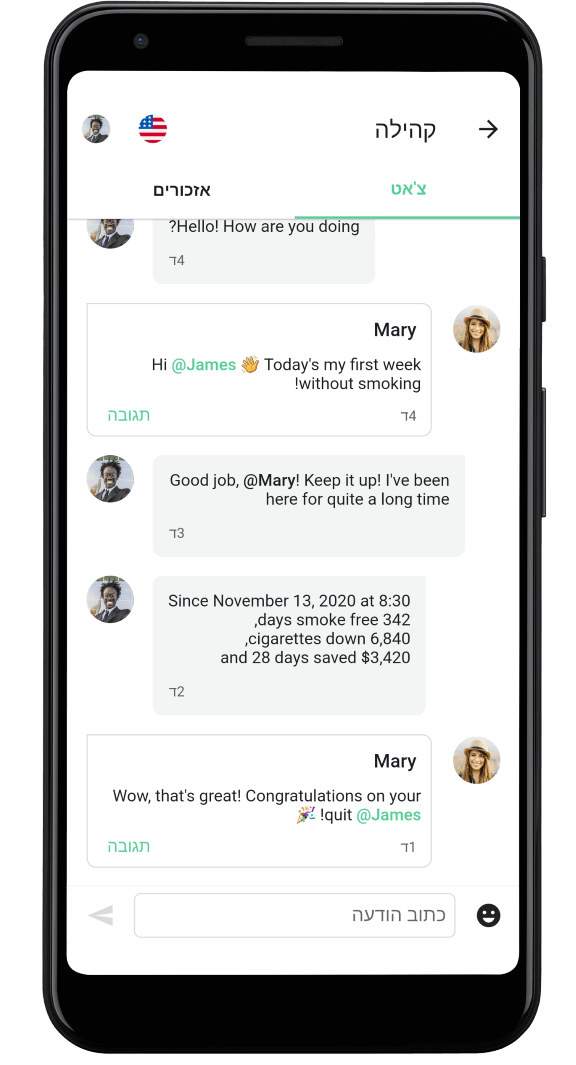 קהילה
צ'אט
אזכורים
?Hello! How are you doing
4ד
Mary
Hi @James 👋 Today's my first week
!without smoking
4ד
תגובה
Good job, @Mary! Keep it up! I've been
here for quite a long time
3ד
Since November 13, 2020 at 8:30
,days smoke free 342
,cigarettes down 6,840
and 28 days saved $3,420
2ד
Mary
Wow, that's great! Congratulations on your
🎉 !quit @James
1ד
תגובה
כתוב הודעה